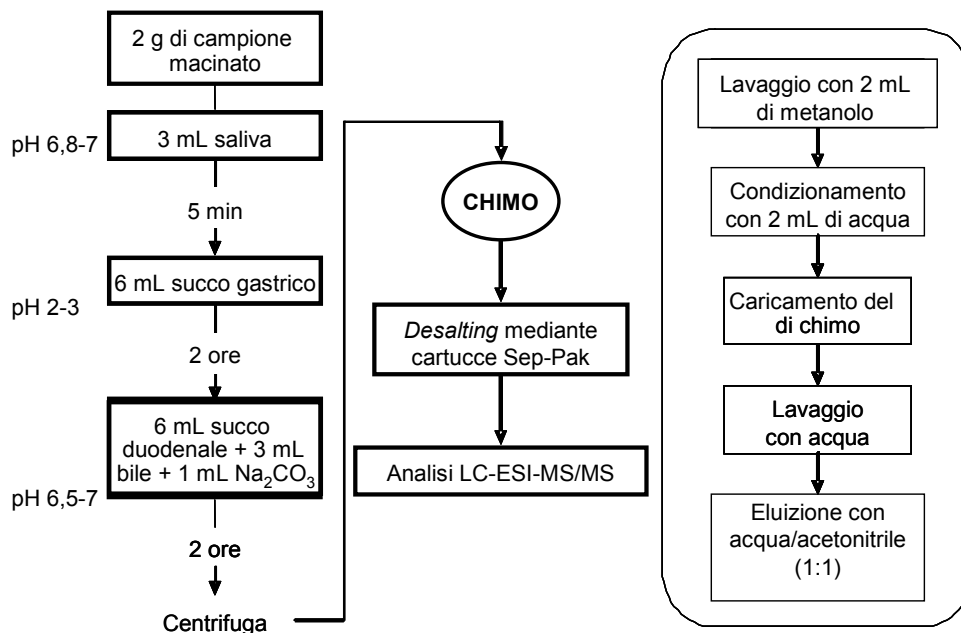 2 g di campione
macinato
pH 6,8-7
3 mL saliva
5 min
6 mL succo gastrico
pH 2-3
2 ore
6 mL succo
duodenale + 3 mL
bile + 1 mL Na₂CO₃
pH 6,5-7
2 ore
Centrifuga
CHIMO
Desalting mediante
cartucce Sep-Pak
Analisi LC-ESI-MS/MS
Lavaggio con 2 mL
di metanolo
Condizionamento
con 2 mL di acqua
Caricamento del
di chimo
Lavaggio
con acqua
Eluizione con
acqua/acetonitrile
(1:1)